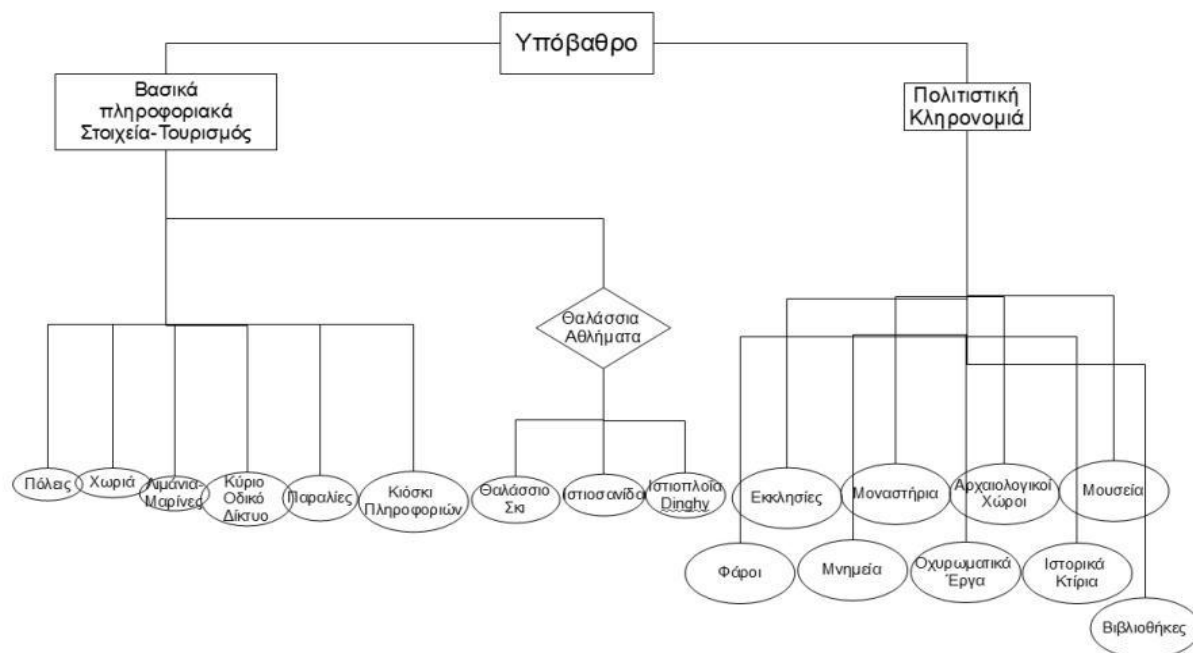 Υπόβαθρο
Βασικά
πληροφοριακά
Στοιχεία-Τουρισμός
Πολιτιστική
Κληρονομιά
Θαλάσσια
Αθλήματα
Πόλεις
Χωριά
Λιμάνια-
Μαρίνες
Κύριο
Οδικό
Δίκτυο
Παραλίες
Κιόσκι
Πληροφοριών
Θαλάσσιο
Σκι
Ιστιοσανίδα
Ιστιοπλοΐα
Dinghy
Εκκλησίες
Μοναστήρια
Αρχαιολογικοί
Χώροι
Μουσεία
Φάροι
Μνημεία
Οχυρωματικά
Έργα
Ιστορικά
Κτίρια
Βιβλιοθήκες